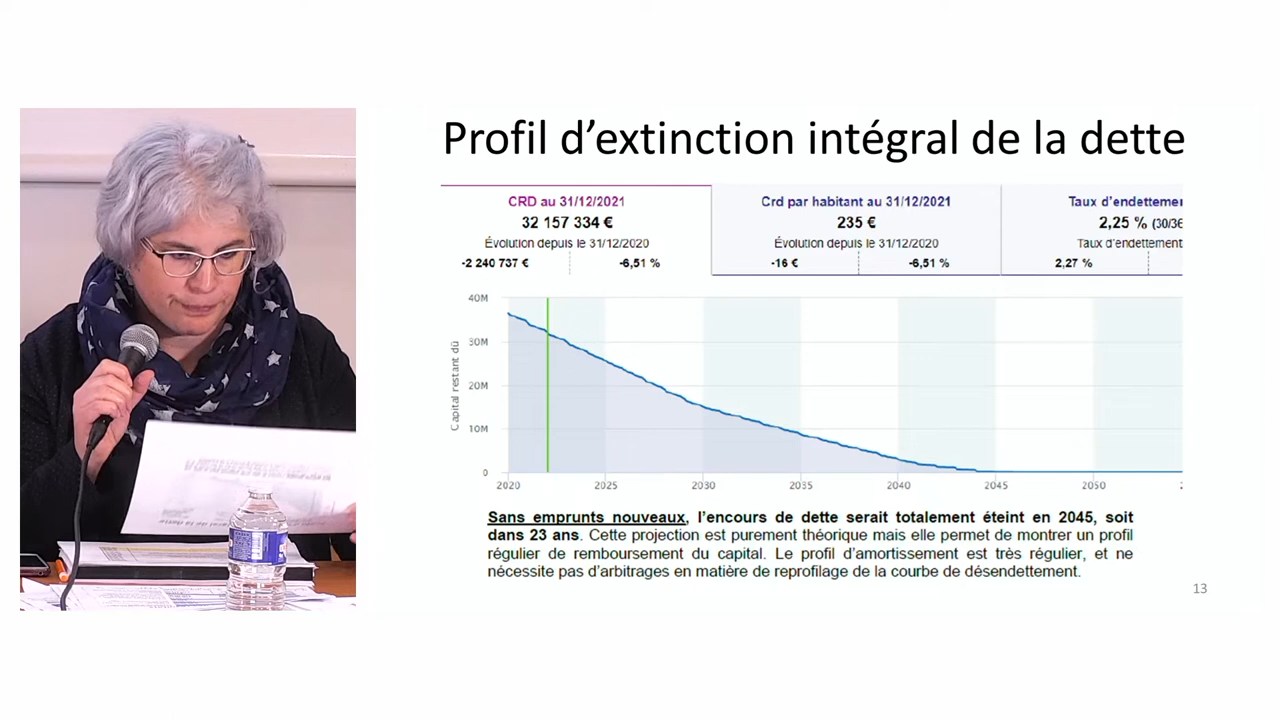 Profil d’extinction intégral de la dette
CRD au 31/12/2021
32 157 334 €
Évolution depuis le 31/12/2020
-2 240 737 € -6,51 %
Crd par habitant au 31/12/2021
235 €
Évolution depuis le 31/12/2020
-16 € -6,51 %
Taux d’endettemer
2,25 % (30/36
Taux d’endettement
2,27 %
Capital restant dû
40M
30M
20M
10M
0
2020 2025 2030 2035 2040 2045 2050
Sans emprunts nouveaux, l’encours de dette serait totalement éteint en 2045, soit
dans 23 ans. Cette projection est purement théorique mais elle permet de montrer un profil
régulier de remboursement du capital. Le profil d’amortissement est très régulier, et ne
nécessite pas d’arbitrages en matière de reprofilage de la courbe de désendettement.
13